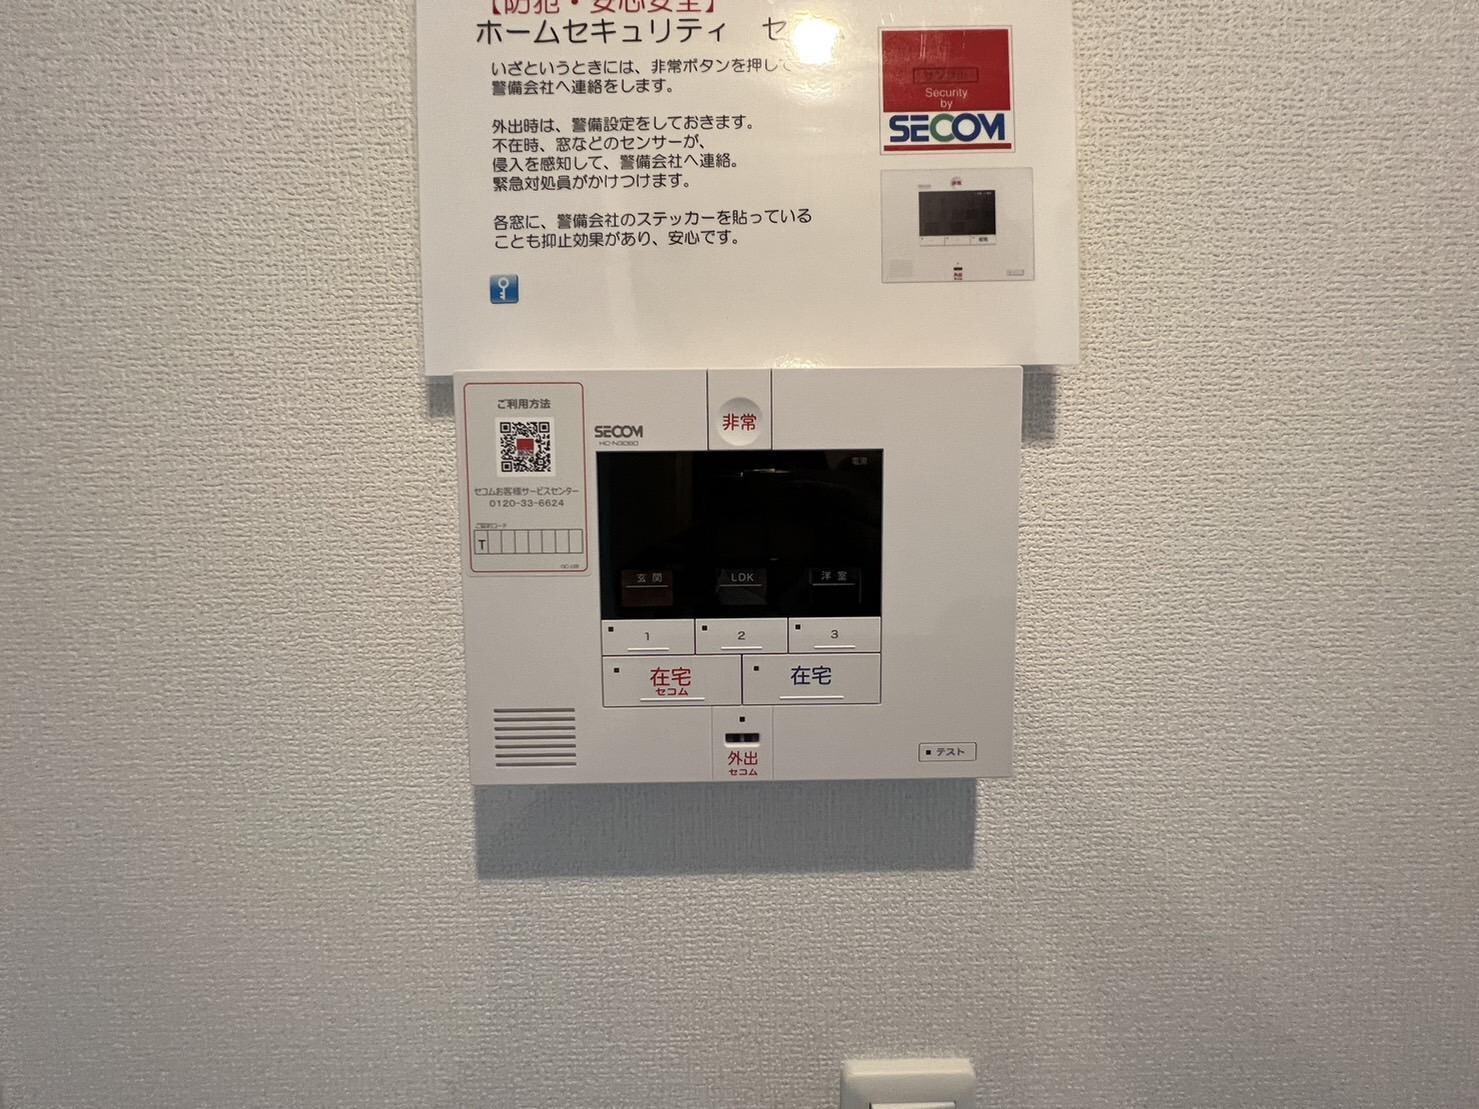 【防犯・安心安全】
ホームセキュリティ セ
いざというときには、非常ボタンを押して
警備会社へ連絡をします。
外出時は、警備設定をしておきます。
不在時、窓などのセンサーが、
侵入を感知して、警備会社へ連絡。
緊急対処員がかけつけます。
各窓に、警備会社のステッカーを貼っている
ことも抑止効果があり、安心です。
Security
by
SECOM
ご利用方法
セコムお客様サービスセンター
0120-33-6624
ご契約コード
T
SECOM
非常
電源
玄関
LDK
洋室
1
2
3
在宅
セコム
在宅
外出
セコム
テスト